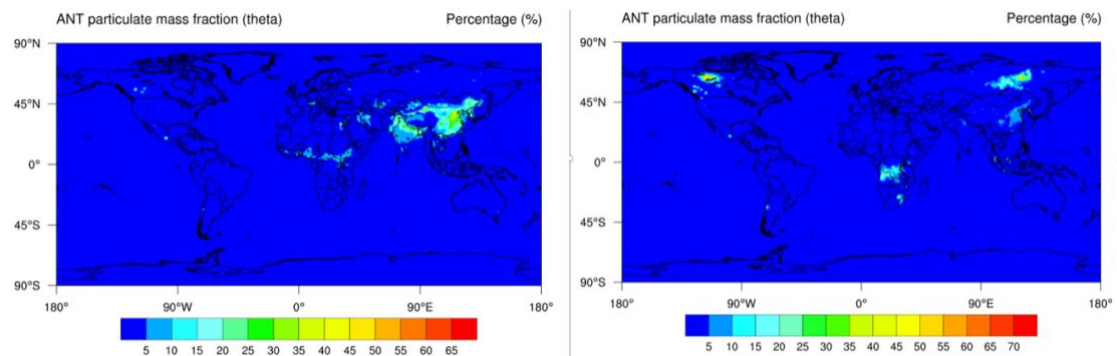 ANT particulate mass fraction (theta) Percentage (%)
90°N
45°N
0°
45°S
90°S
180° 90°W 0° 90°E 180°
5 10 15 20 25 30 35 40 45 50 55 60 65
ANT particulate mass fraction (theta) Percentage (%)
90°N
45°N
0°
45°S
90°S
180° 90°W 0° 90°E 180°
5 10 15 20 25 30 35 40 45 50 55 60 65 70